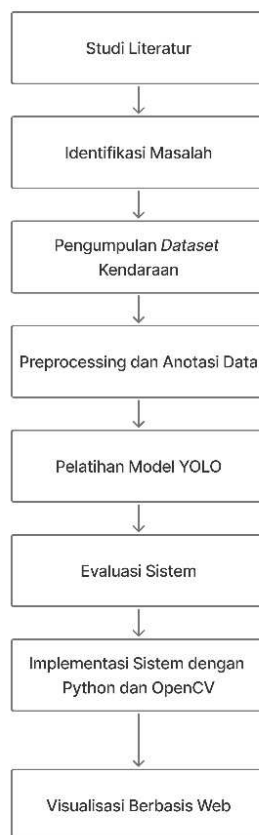 Studi Literatur
Identifikasi Masalah
Pengumpulan Dataset
Kendaraan
Preprocessing dan Anotasi Data
Pelatihan Model YOLO
Evaluasi Sistem
Implementasi Sistem dengan
Python dan OpenCV
Visualisasi Berbasis Web